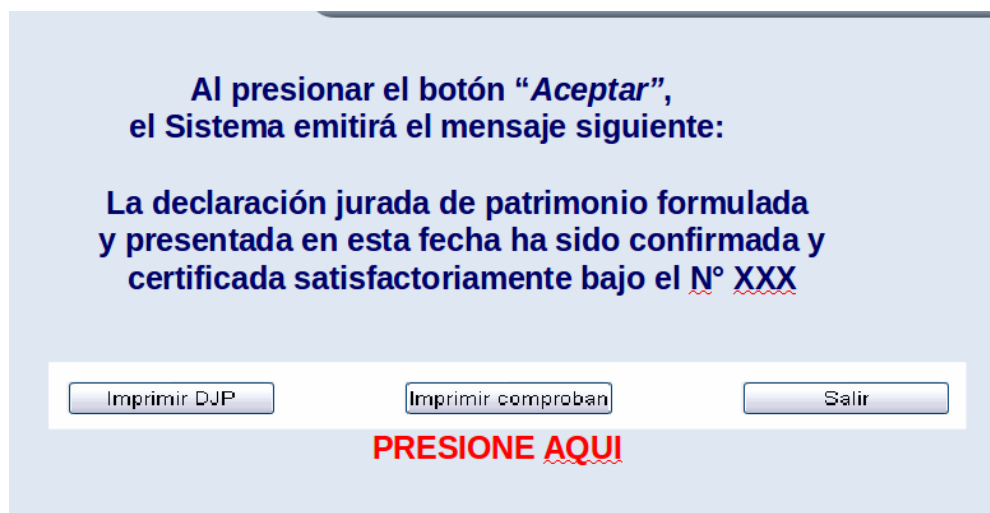 Al presionar el botón “Aceptar”,
el Sistema emitirá el mensaje siguiente:
La declaración jurada de patrimonio formulada
y presentada en esta fecha ha sido confirmada y
certificada satisfactoriamente bajo el N° XXX
Imprimir DJP Imprimir comproban Salir
PRESIONE AQUI